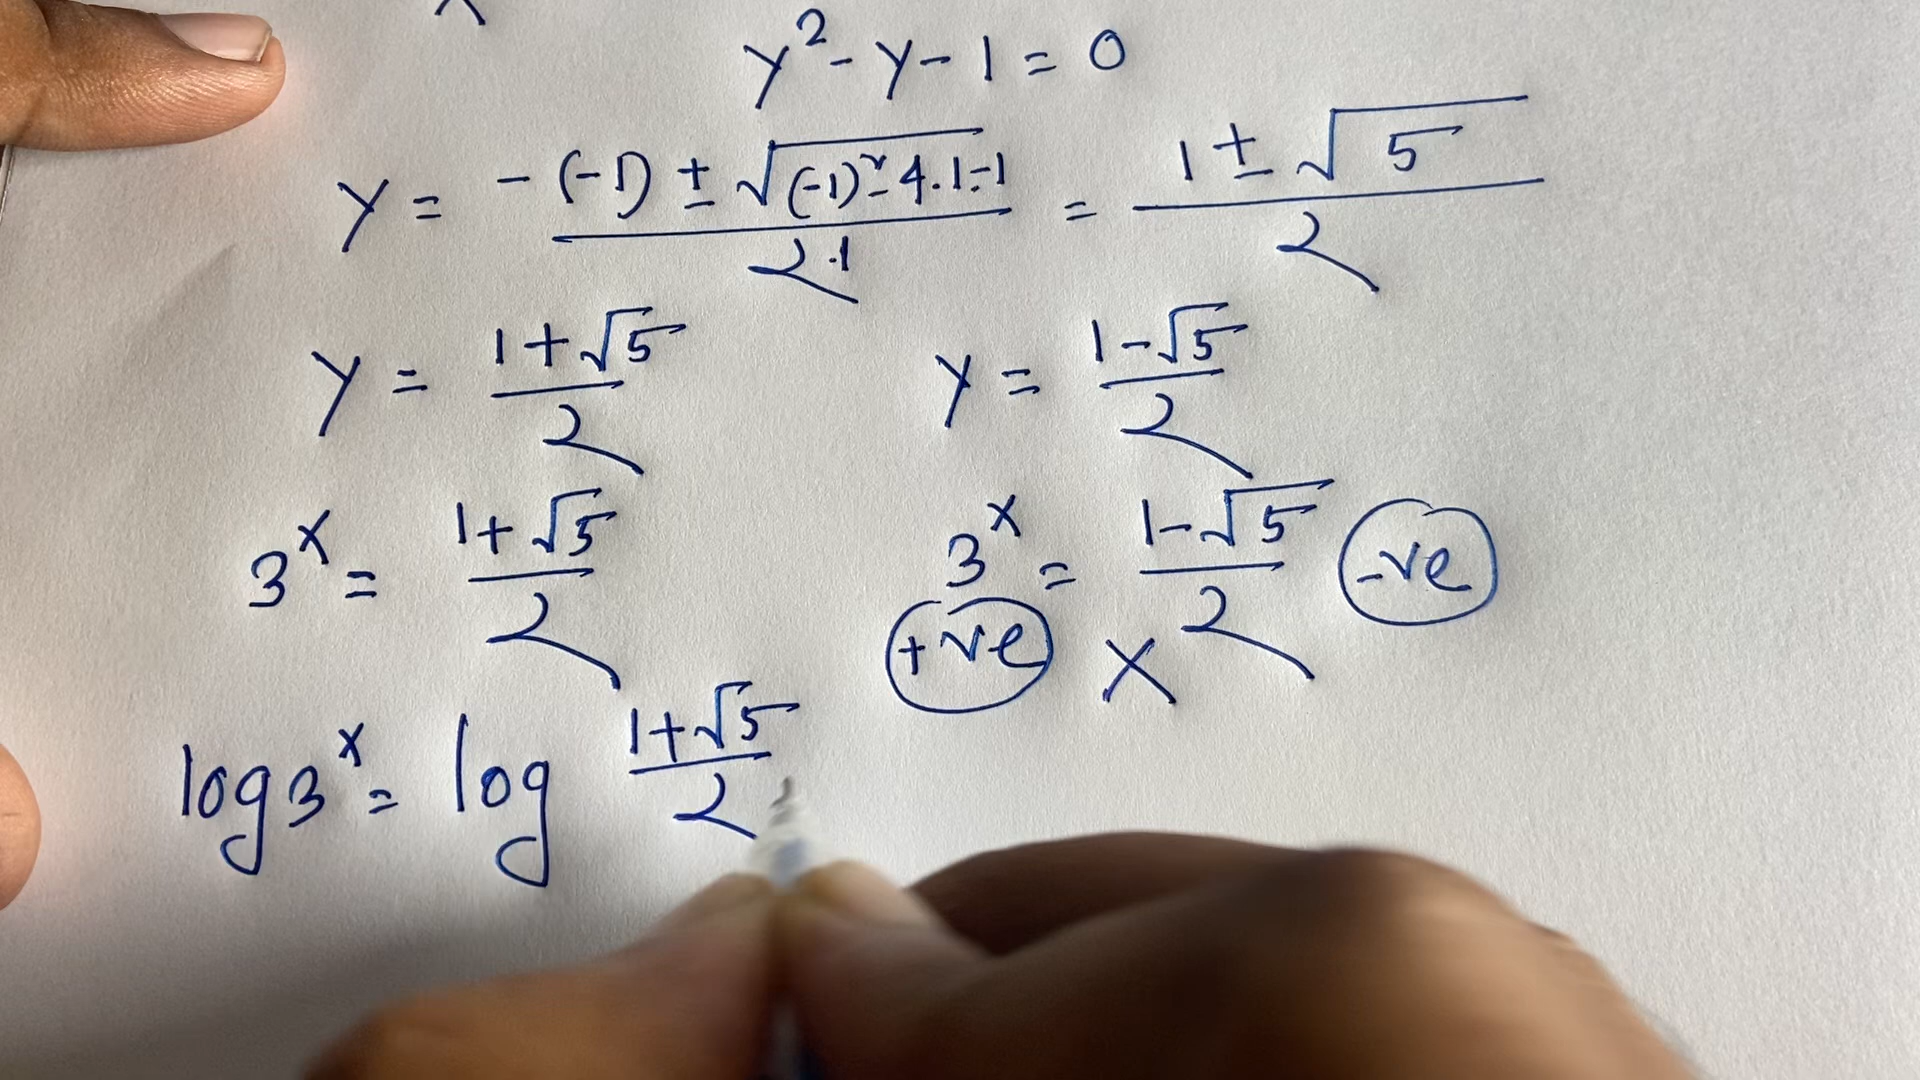 y² - y - 1 = 0
y = -(-1) ± √(-1)² - 4.1.-1 / 2.1 = 1 ± √5 / 2
y = 1 + √5 / 2 y = 1 - √5 / 2
3ˣ = 1 + √5 / 2 3ˣ = 1 - √5 / 2 -ve
+ve X
log 3ˣ = log 1 + √5 / 2